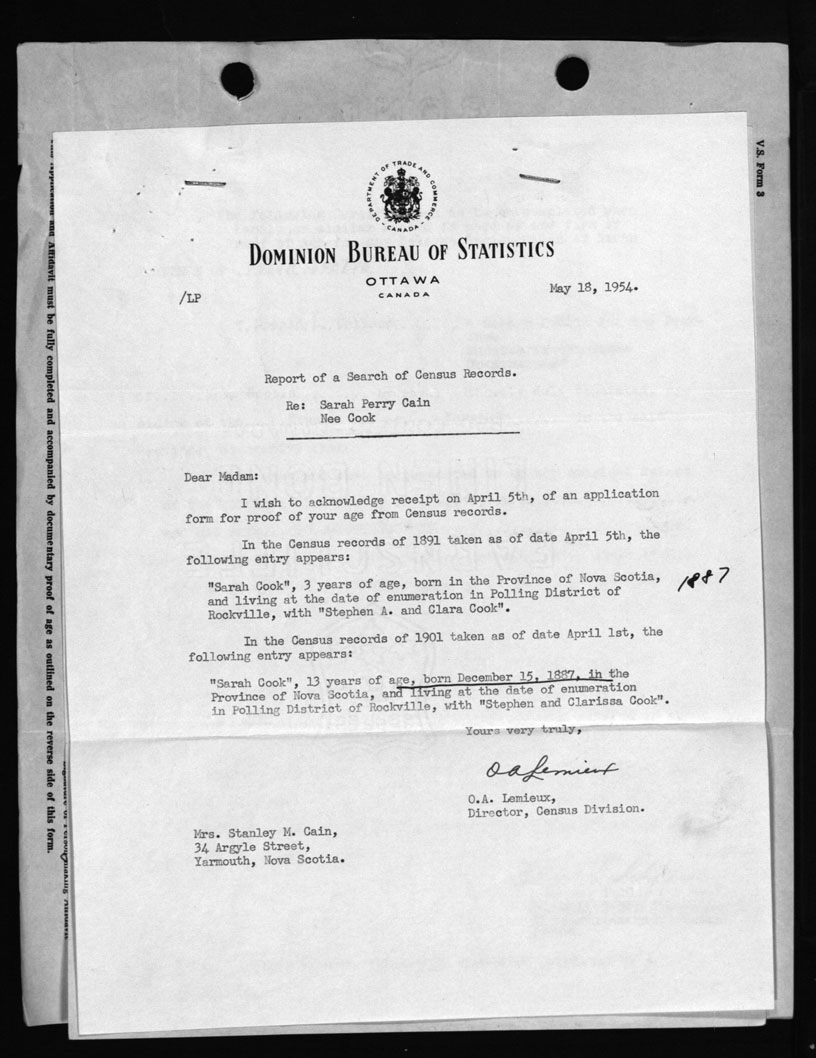 V.S. Form 3
DEPARTMENT OF TRADE AND COMMERCE
CANADA
DOMINION BUREAU OF STATISTICS
OTTAWA
CANADA
/LP
May 18, 1954.
Report of a Search of Census Records.
Re: Sarah Perry Cain
Nee Cook
Dear Madam:
I wish to acknowledge receipt on April 5th, of an application
form for proof of your age from Census records.
In the Census records of 1891 taken as of date April 5th, the
following entry appears:
"Sarah Cook", 3 years of age, born in the Province of Nova Scotia,
and living at the date of enumeration in Polling District of
Rockville, with "Stephen A. and Clara Cook".
1887
In the Census records of 1901 taken as of date April 1st, the
following entry appears:
"Sarah Cook", 13 years of age, born December 15, 1887, in the
Province of Nova Scotia, and living at the date of enumeration
in Polling District of Rockville, with "Stephen and Clarissa Cook".
Yours very truly,
O A Lemieux
O.A. Lemieux,
Director, Census Division.
Mrs. Stanley M. Cain,
34 Argyle Street,
Yarmouth, Nova Scotia.
Application and Affidavit must be fully completed and accompanied by documentary proof of age as outlined on the reverse side of this form.